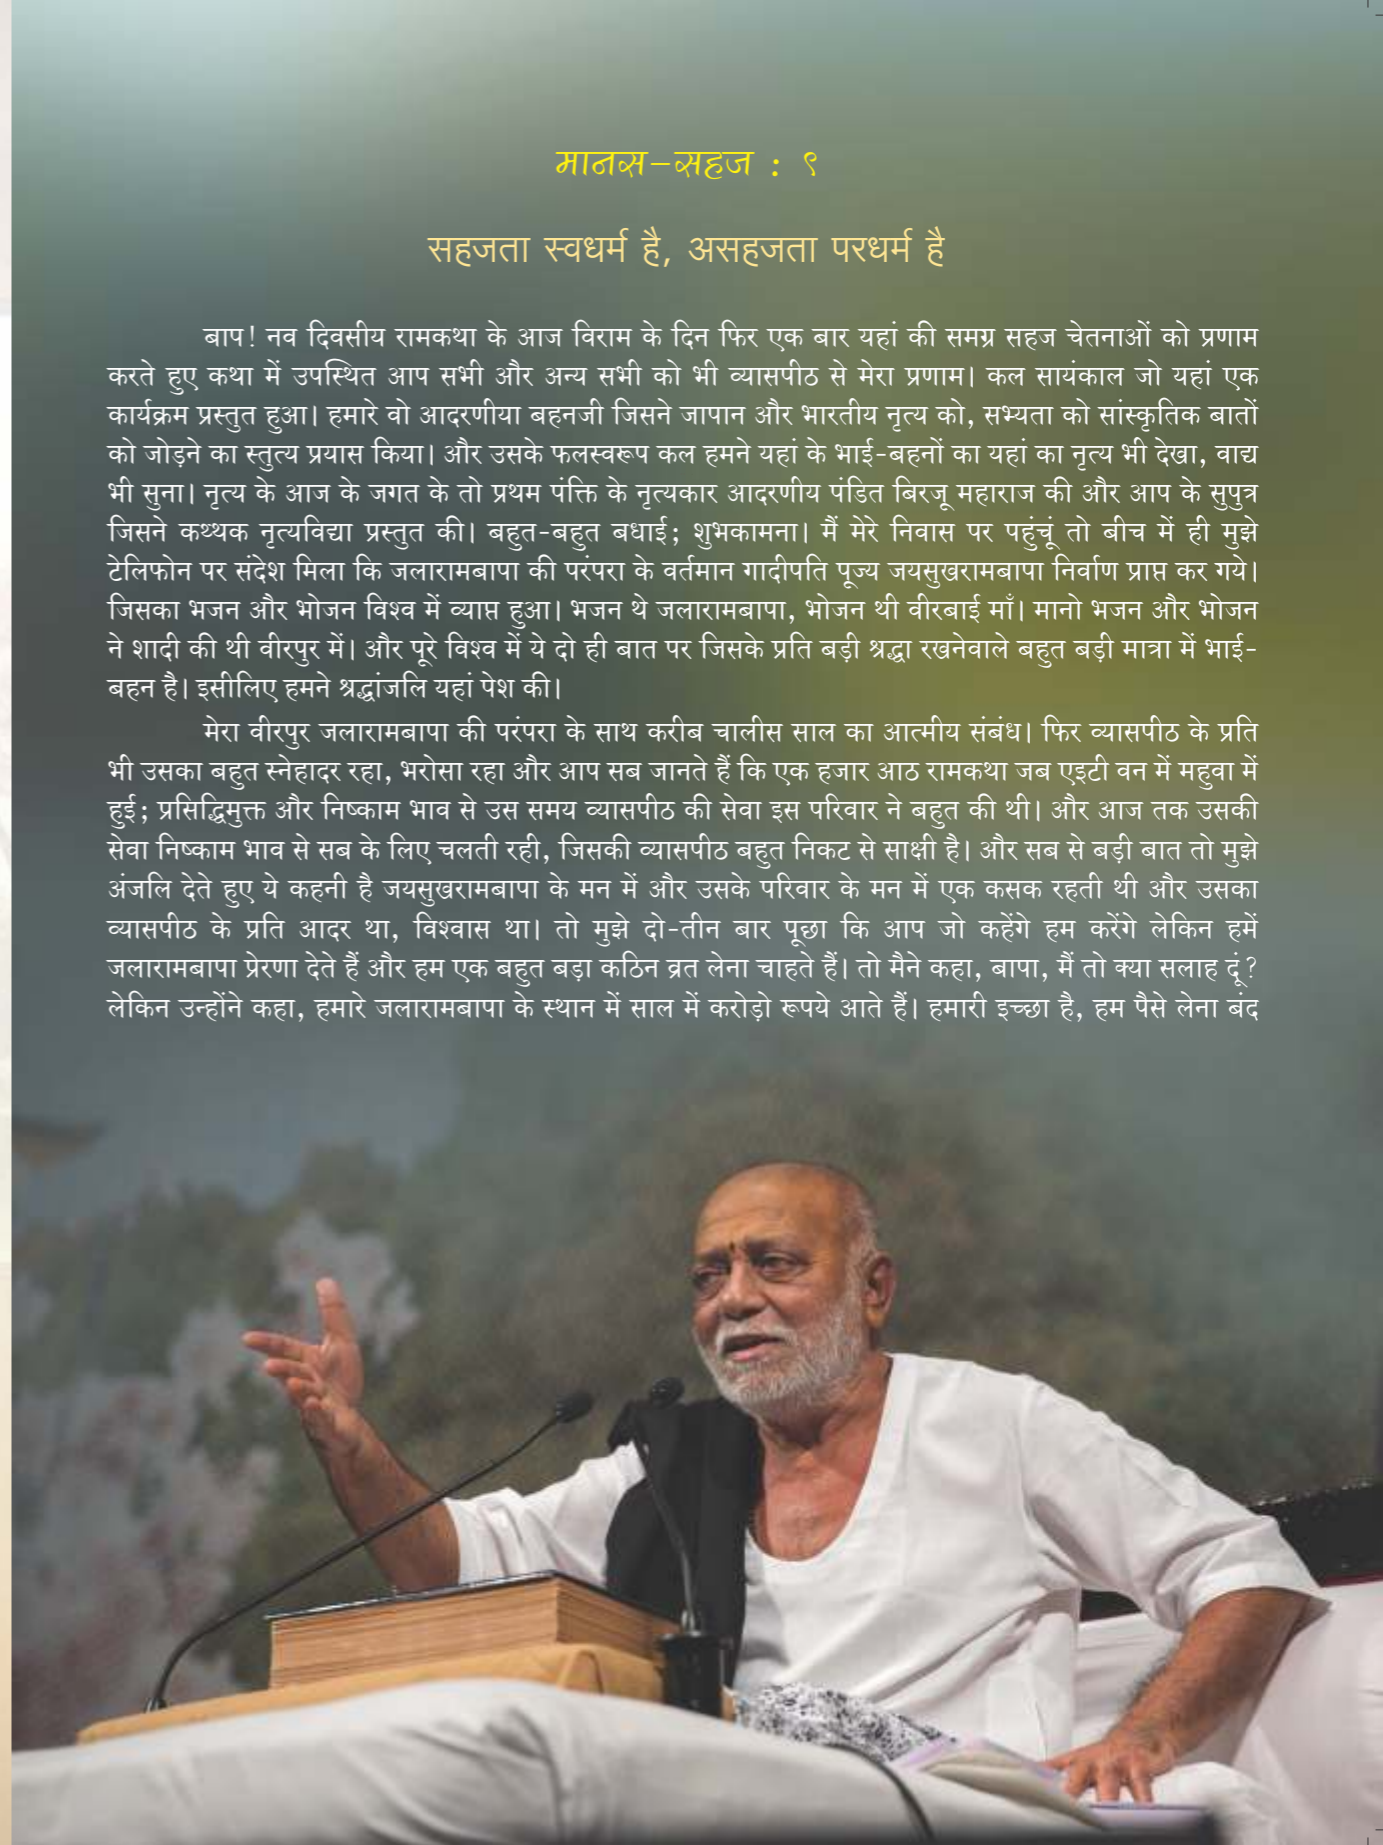 मानस-सहज : ९
सहजता स्वधर्म है, असहजता परधर्म है
बाप! नव दिवसीय रामकथा के आज विराम के दिन फिर एक बार यहां की समग्र सहज चेतनाओं को प्रणाम
करते हुए कथा में उपस्थित आप सभी और अन्य सभी को भी व्यासपीठ से मेरा प्रणाम। कल सायंकाल जो यहां एक
कार्यक्रम प्रस्तुत हुआ। हमारे वो आदरणीया बहनजी जिसने जापान और भारतीय नृत्य को, सभ्यता को सांस्कृतिक बातों
को जोड़ने का स्तुत्य प्रयास किया। और उसके फलस्वरूप कल हमने यहां के भाई-बहनों का यहां का नृत्य भी देखा, वाद्य
भी सुना। नृत्य के आज के जगत के तो प्रथम पंक्ति के नृत्यकार आदरणीय पंडित बिरजू महाराज की और आप के सुपुत्र
जिसने कथ्थक नृत्यविद्या प्रस्तुत की। बहुत-बहुत बधाई; शुभकामना। मैं मेरे निवास पर पहुंचूं तो बीच में ही मुझे
टेलिफोन पर संदेश मिला कि जलारामबापा की परंपरा के वर्तमान गादीपति पूज्य जयसुखरामबापा निर्वाण प्राप्त कर गये।
जिसका भजन और भोजन विश्व में व्याप्त हुआ। भजन थे जलारामबापा, भोजन थी वीरबाई माँ। मानो भजन और भोजन
ने शादी की थी वीरपुर में। और पूरे विश्व में ये दो ही बात पर जिसके प्रति बड़ी श्रद्धा रखनेवाले बहुत बड़ी मात्रा में भाई-
बहन है। इसीलिए हमने श्रद्धांजलि यहां पेश की।
मेरा वीरपुर जलारामबापा की परंपरा के साथ करीब चालीस साल का आत्मीय संबंध। फिर व्यासपीठ के प्रति
भी उसका बहुत स्नेहादर रहा, भरोसा रहा और आप सब जानते हैं कि एक हजार आठ रामकथा जब एइटी वन में महुवा में
हुई; प्रसिद्धिमुक्त और निष्काम भाव से उस समय व्यासपीठ की सेवा इस परिवार ने बहुत की थी। और आज तक उसकी
सेवा निष्काम भाव से सब के लिए चलती रही, जिसकी व्यासपीठ बहुत निकट से साक्षी है। और सब से बड़ी बात तो मुझे
अंजलि देते हुए ये कहनी है जयसुखरामबापा के मन में और उसके परिवार के मन में एक कसक रहती थी और उसका
व्यासपीठ के प्रति आदर था, विश्वास था। तो मुझे दो-तीन बार पूछा कि आप जो कहेंगे हम करेंगे लेकिन हमें
जलारामबापा प्रेरणा देते हैं और हम एक बहुत बड़ा कठिन व्रत लेना चाहते हैं। तो मैने कहा, बापा, मैं तो क्या सलाह दूं?
लेकिन उन्होंने कहा, हमारे जलारामबापा के स्थान में साल में करोड़ो रूपये आते हैं। हमारी इच्छा है, हम पैसे लेना बंद